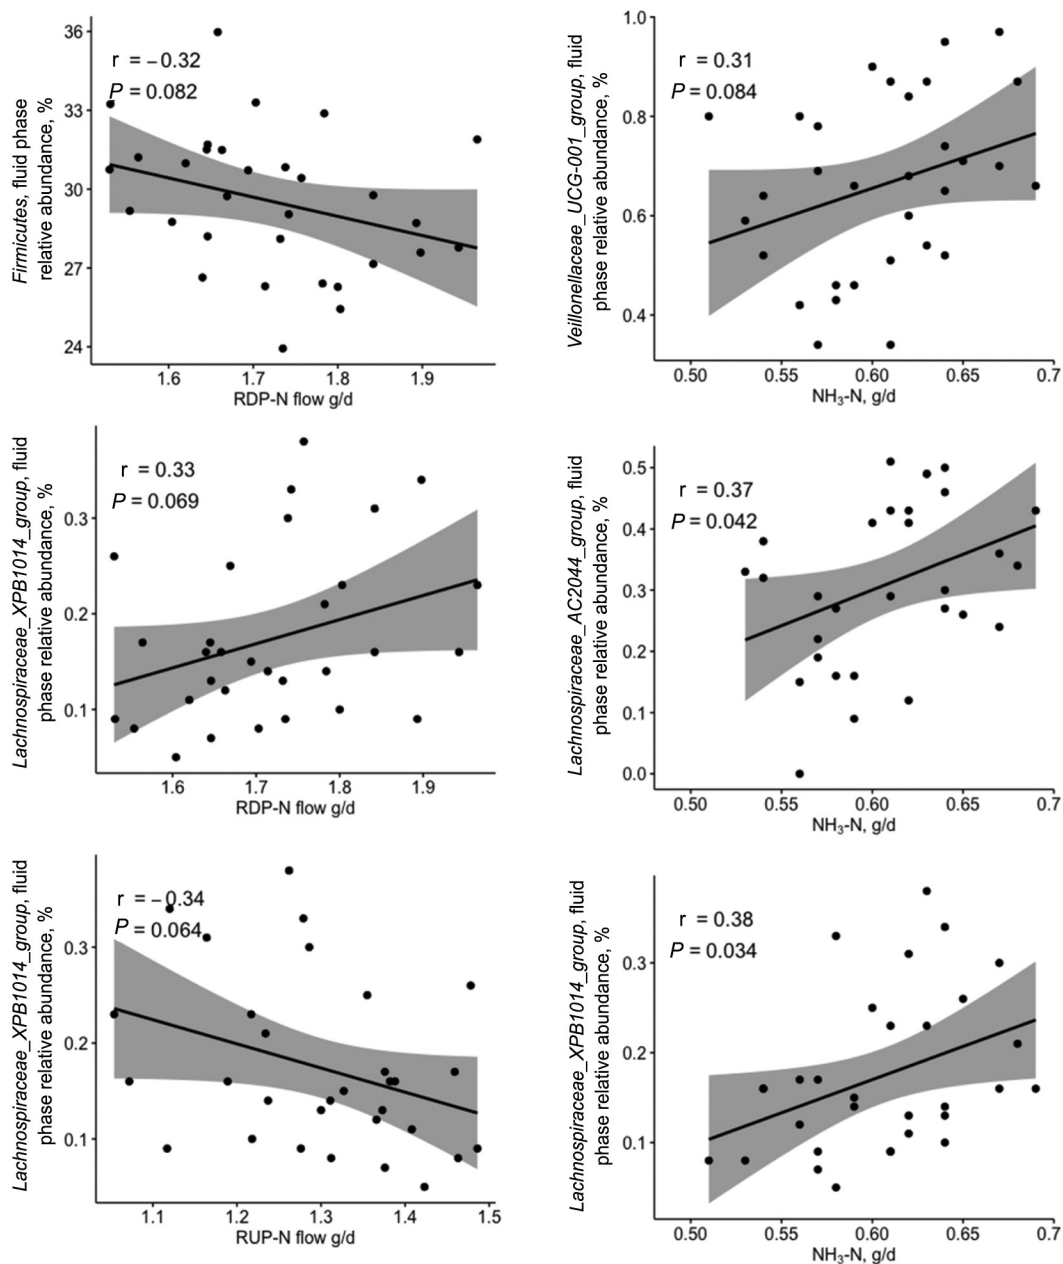 Firmicutes, fluid phase
relative abundance, %
36
33
30
27
24
r = −0.32
P = 0.082
1.6 1.7 1.8 1.9
RDP-N flow g/d
Veillonellaceae_UCG-001_group, fluid
phase relative abundance, %
1.0
0.8
0.6
0.4
r = 0.31
P = 0.084
0.50 0.55 0.60 0.65 0.7
NH₃-N, g/d
Lachnospiraceae_XPB1014_group, fluid
phase relative abundance, %
0.3
0.2
0.1
r = 0.33
P = 0.069
1.6 1.7 1.8 1.9
RDP-N flow g/d
Lachnospiraceae_AC2044_group, fluid
phase relative abundance, %
0.5
0.4
0.3
0.2
0.1
0.0
r = 0.37
P = 0.042
0.50 0.55 0.60 0.65 0.7
NH₃-N, g/d
Lachnospiraceae_XPB1014_group, fluid
phase relative abundance, %
0.3
0.2
0.1
r = −0.34
P = 0.064
1.1 1.2 1.3 1.4 1.5
RUP-N flow g/d
Lachnospiraceae_XPB1014_group, fluid
phase relative abundance, %
0.3
0.2
0.1
r = 0.38
P = 0.034
0.50 0.55 0.60 0.65 0.7
NH₃-N, g/d